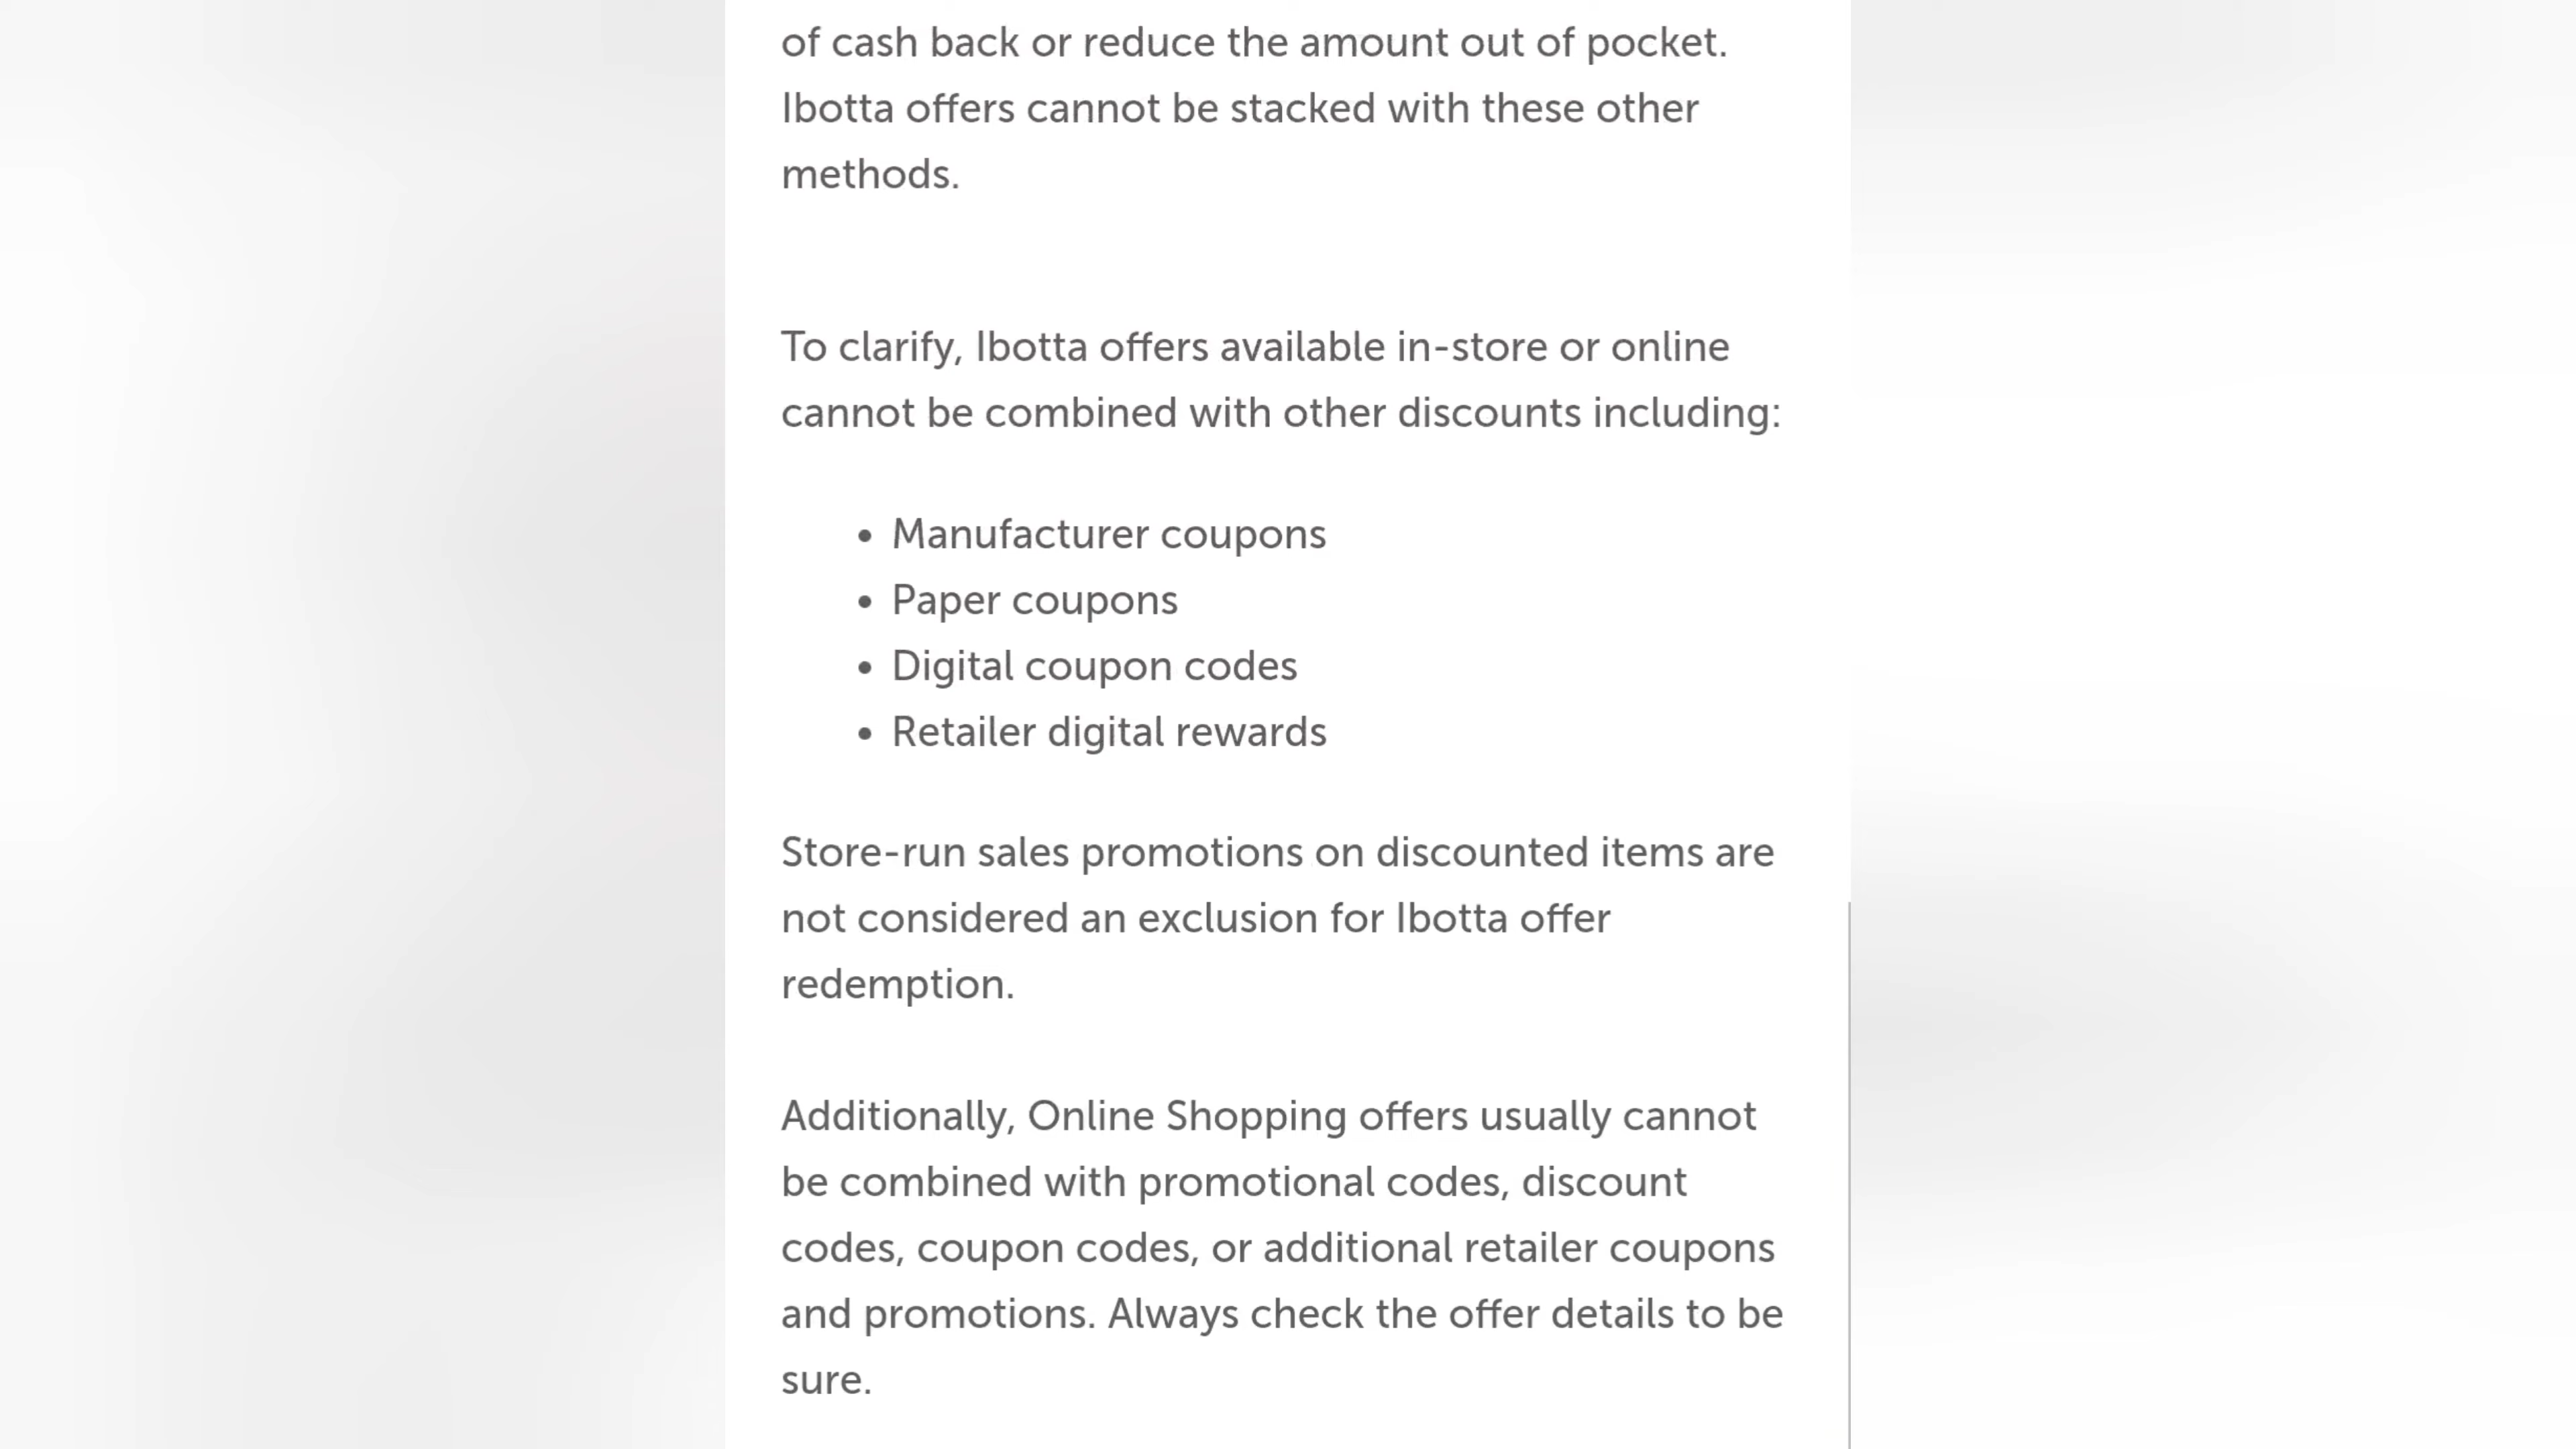 of cash back or reduce the amount out of pocket.
Ibotta offers cannot be stacked with these other
methods.
To clarify, Ibotta offers available in-store or online
cannot be combined with other discounts including:
• Manufacturer coupons
• Paper coupons
• Digital coupon codes
• Retailer digital rewards
Store-run sales promotions on discounted items are
not considered an exclusion for Ibotta offer
redemption.
Additionally, Online Shopping offers usually cannot
be combined with promotional codes, discount
codes, coupon codes, or additional retailer coupons
and promotions. Always check the offer details to be
sure.